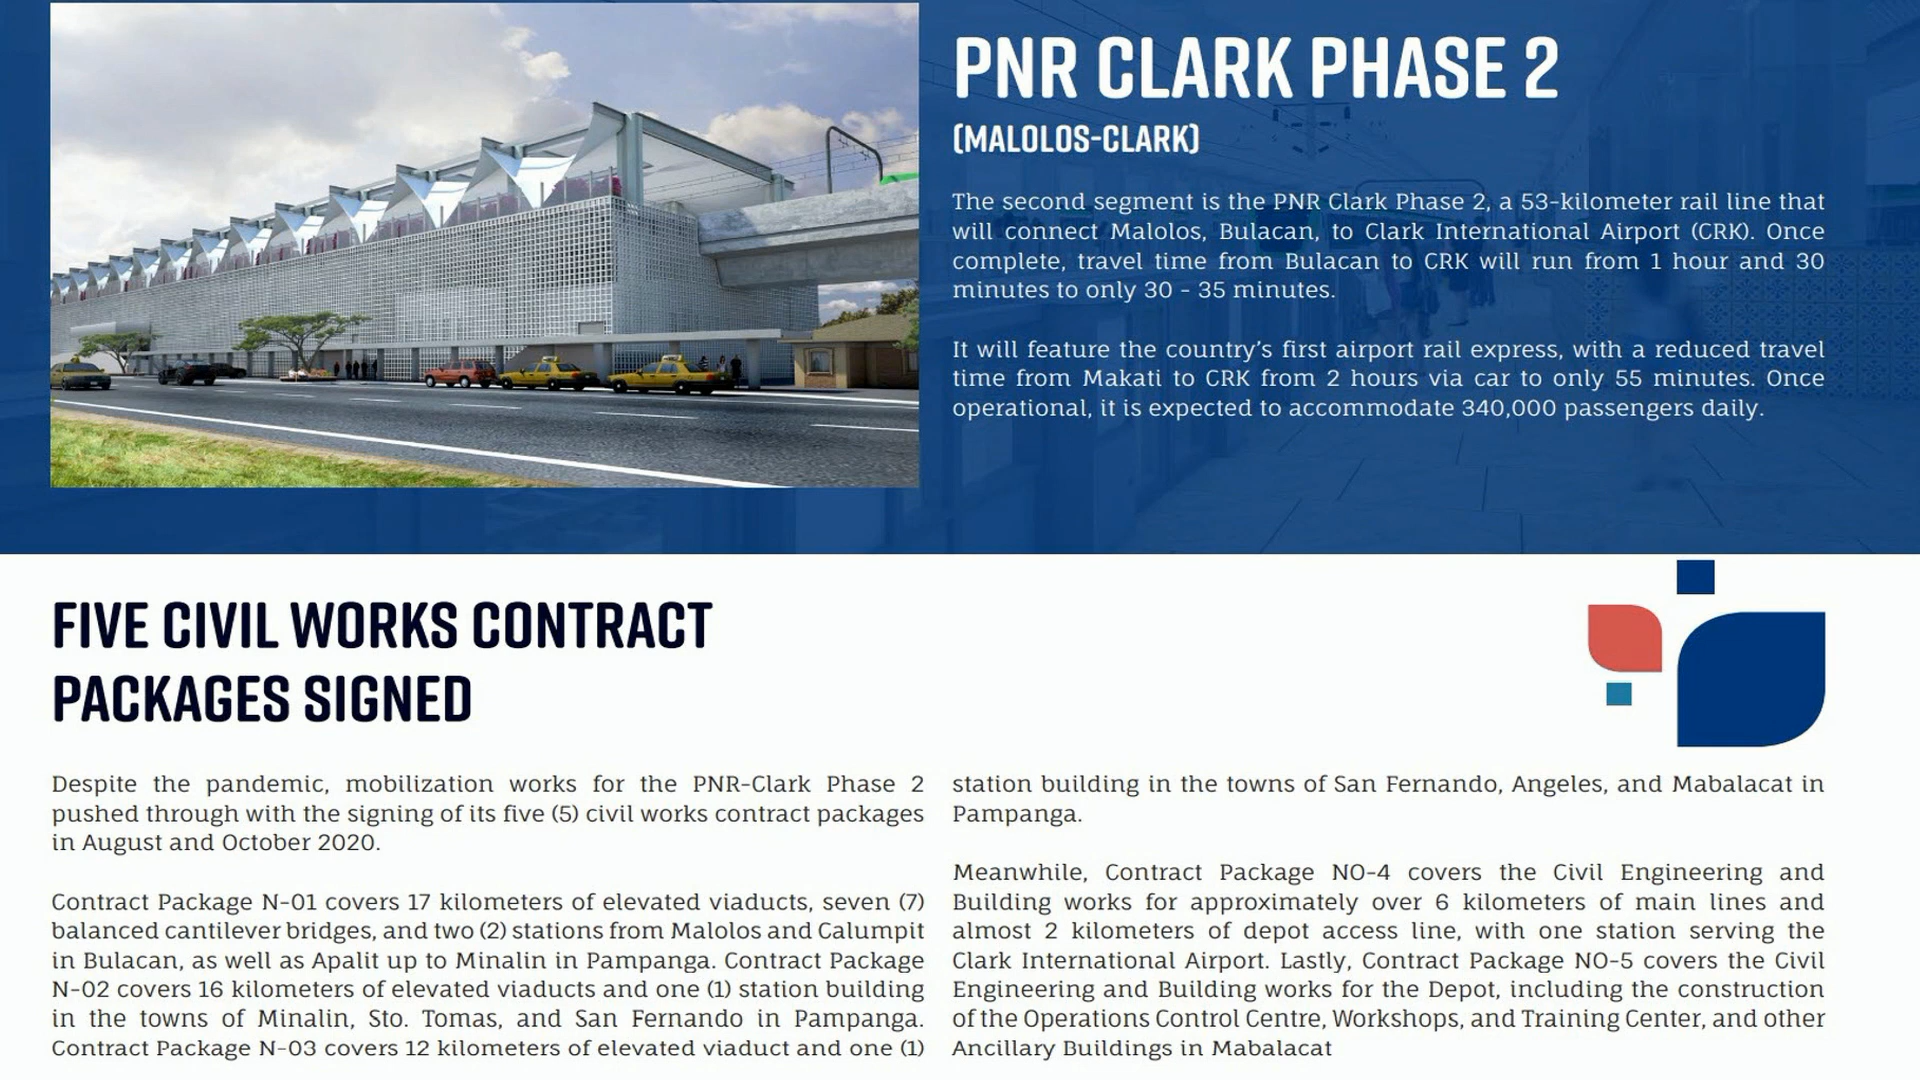 PNR CLARK PHASE 2
(MALOLOS-CLARK)
The second segment is the PNR Clark Phase 2, a 53-kilometer rail line that
will connect Malolos, Bulacan, to Clark International Airport (CRK). Once
complete, travel time from Bulacan to CRK will run from 1 hour and 30
minutes to only 30 - 35 minutes.
It will feature the country's first airport rail express, with a reduced travel
time from Makati to CRK from 2 hours via car to only 55 minutes. Once
operational, it is expected to accommodate 340,000 passengers daily.
FIVE CIVIL WORKS CONTRACT
PACKAGES SIGNED
Despite the pandemic, mobilization works for the PNR-Clark Phase 2
pushed through with the signing of its five (5) civil works contract packages
in August and October 2020.
Contract Package N-01 covers 17 kilometers of elevated viaducts, seven (7)
balanced cantilever bridges, and two (2) stations from Malolos and Calumpit
in Bulacan, as well as Apalit up to Minalin in Pampanga. Contract Package
N-02 covers 16 kilometers of elevated viaducts and one (1) station building
in the towns of Minalin, Sto. Tomas, and San Fernando in Pampanga.
Contract Package N-03 covers 12 kilometers of elevated viaduct and one (1)
station building in the towns of San Fernando, Angeles, and Mabalacat in
Pampanga.
Meanwhile, Contract Package NO-4 covers the Civil Engineering and
Building works for approximately over 6 kilometers of main lines and
almost 2 kilometers of depot access line, with one station serving the
Clark International Airport. Lastly, Contract Package NO-5 covers the Civil
Engineering and Building works for the Depot, including the construction
of the Operations Control Centre, Workshops, and Training Center, and other
Ancillary Buildings in Mabalacat